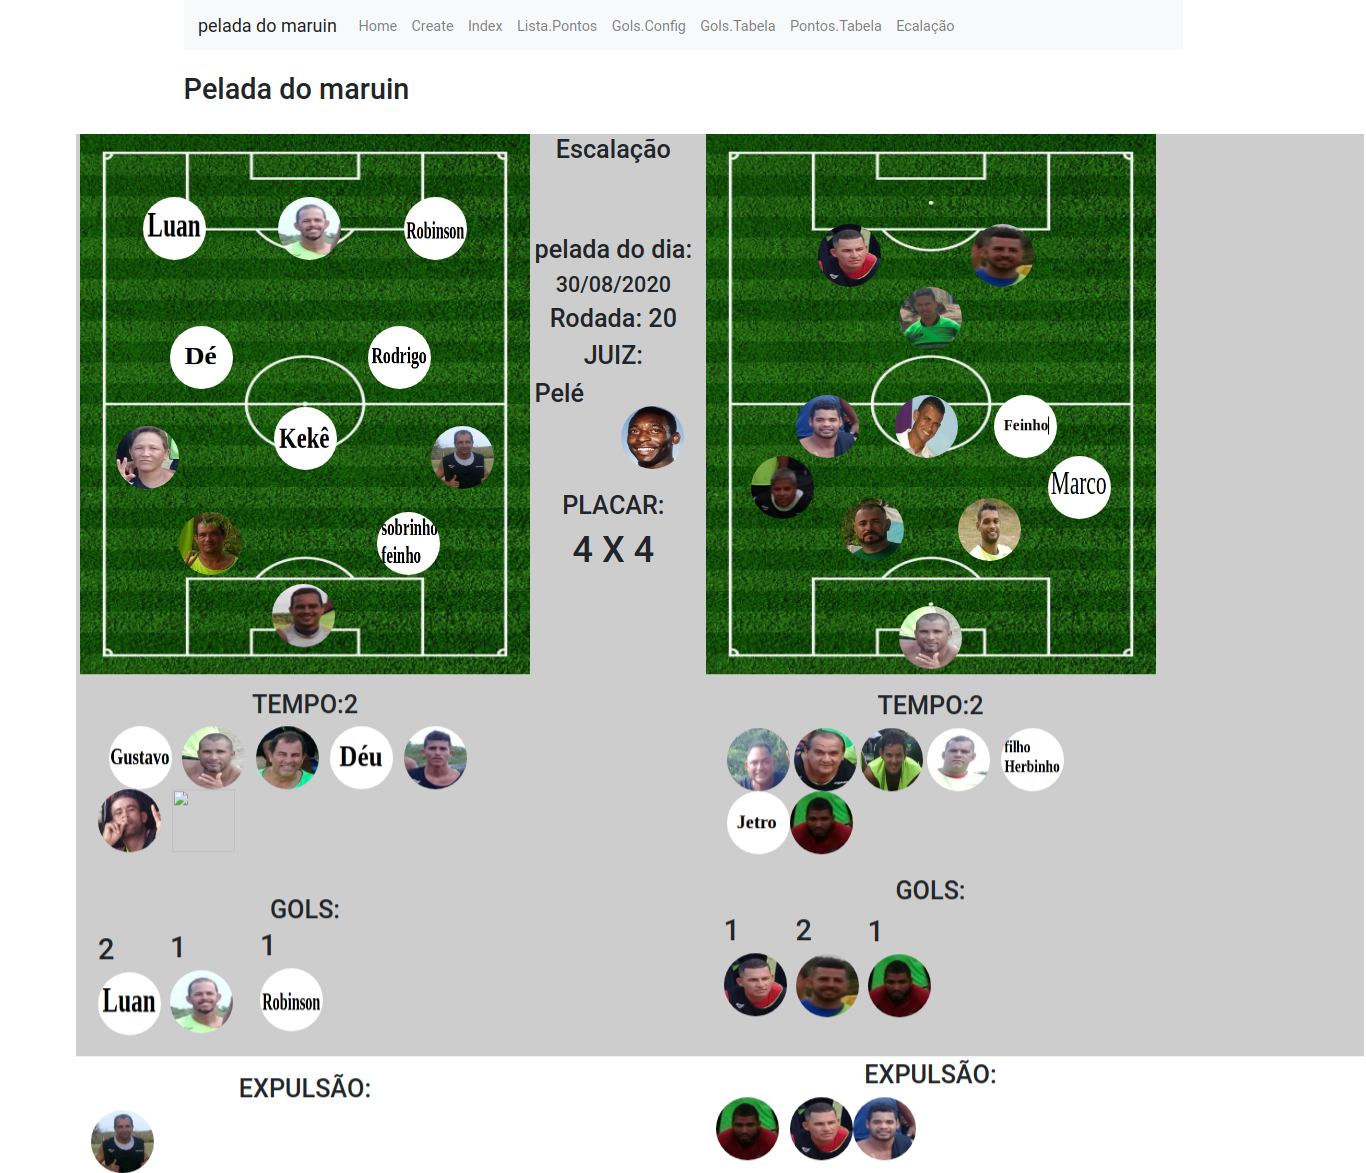 pelada do maruin Home Create Index Lista.Pontos Gols.Config Gols.Tabela Pontos.Tabela Ecalação
Pelada do maruin
Luan
Robinson
Dé
Rodrigo
Kekê
sobrinho
feinho
Escalação
pelada do dia:
30/08/2020
Rodada: 20
JUIZ:
Pelé
PLACAR:
4 X 4
Feinho
Marco
TEMPO:2
Gustavo
Déu
TEMPO:2
filho
Herbinho
Jetro
GOLS:
2 1 1
Luan
Robinson
GOLS:
1 2 1
EXPULSÃO:
EXPULSÃO: